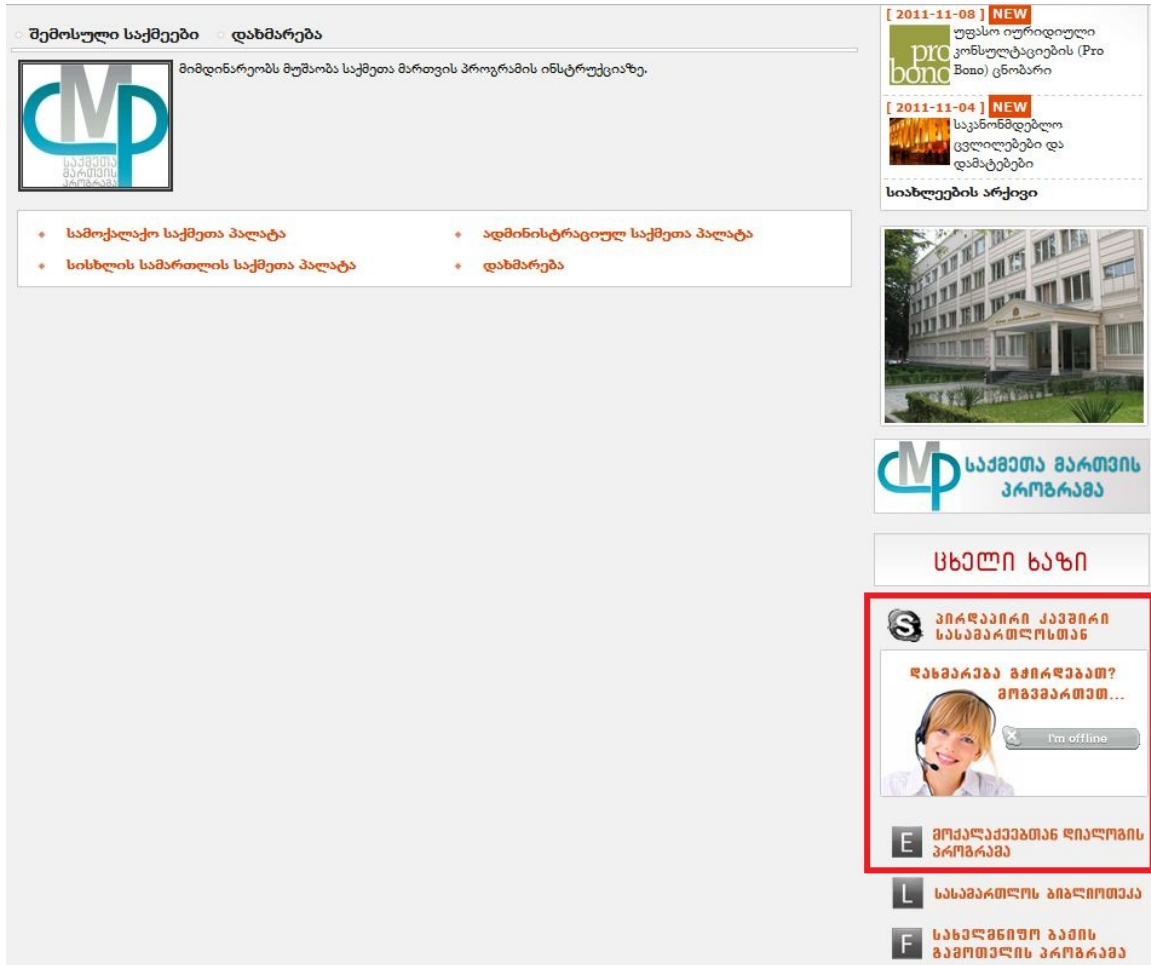 შემოსული საქმეები დახმარება
მიმდინარეობს მუშაობა საქმეთა მართვის პროგრამის ინსტრუქციაზე.
CMP
საქმეთა
მართვის
პროგრამა
სამოქალაქო საქმეთა პალატა
ადმინისტრაციულ საქმეთა პალატა
სისხლის სამართლის საქმეთა პალატა
დახმარება
[ 2011-11-08 ] NEW
pro
bono
უფასო იურიდიული
კონსულტაციების (Pro
Bono) ცნობარი
[ 2011-11-04 ] NEW
საკანონმდებლო
ცვლილებები და
დამატებები
სიახლეების არქივი
CMP
საქმეთა მართვის
პროგრამა
ცხელი ხაზი
S
პირდაპირი კავშირი
სასამართლოსთან
დახმარება გჭირდებათ?
მოგვმართეთ...
I'm offline
E
მოქალაქეებთან დიალოგის
პროგრამა
L
სასამართლოს ბიბლიოთეკა
F
სახელმწიფო ბაჟის
გამოთვლის პროგრამა